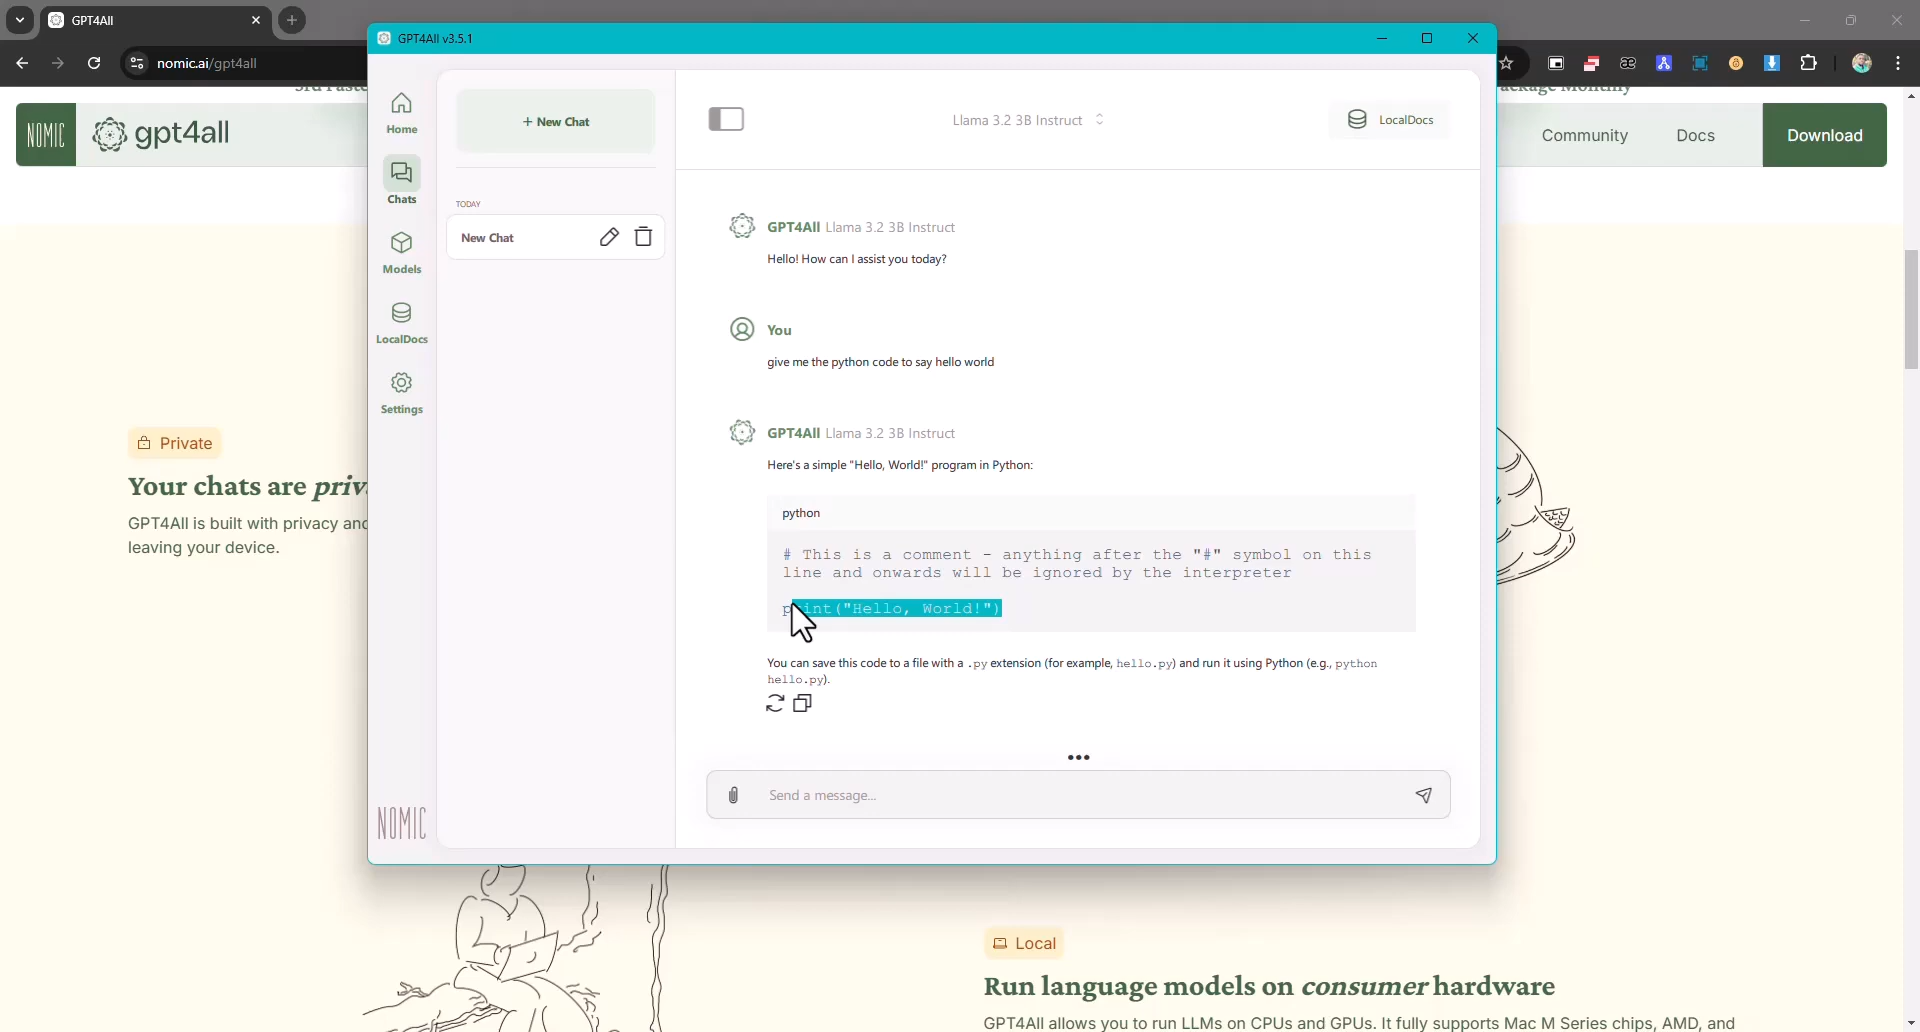 GPT4All
nomic.ai/gpt4all
NOMIC
gpt4all
Community
Docs
Download
Private
Your chats are
GPT4All is built with privacy
leaving your device.
GPT4All v3.5.1
Home
Chats
Models
LocalDocs
Settings
NOMIC
+ New Chat
TODAY
New Chat
Llama 3.2 3B Instruct
LocalDocs
GPT4All Llama 3.2 3B Instruct
Hello! How can I assist you today?
You
give me the python code to say hello world
GPT4All Llama 3.2 3B Instruct
Here's a simple "Hello, World!" program in Python:
python
# This is a comment - anything after the "#" symbol on this
line and onwards will be ignored by the interpreter
print("Hello, World!")
You can save this code to a file with a .py extension (for example, hello.py) and run it using Python (e.g., python
hello.py).
Send a message...
Local
Run language models on consumer hardware
GPT4All allows you to run LLMs on CPUs and GPUs. It fully supports Mac M Series chips, AMD, and